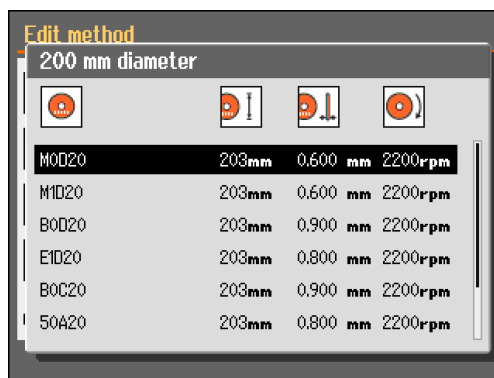 Edit method
200 mm diameter
M0D20 203mm 0.600 mm 2200rpm
M1D20 203mm 0.600 mm 2200rpm
B0D20 203mm 0.900 mm 2200rpm
E1D20 203mm 0.800 mm 2200rpm
B0C20 203mm 0.900 mm 2200rpm
50A20 203mm 0.800 mm 2200rpm